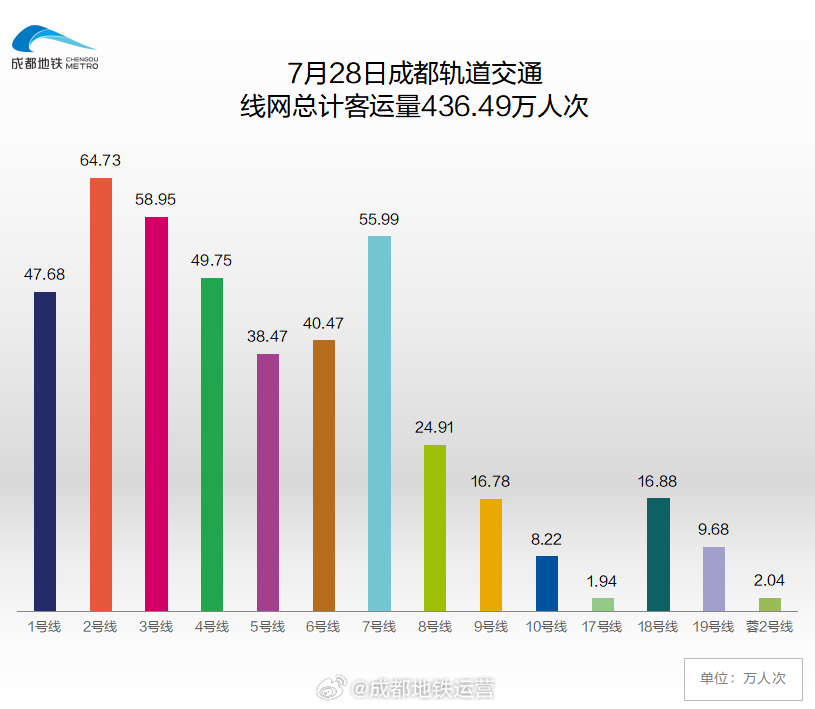 成都地铁 CHENGDU METRO
7月28日成都轨道交通
线网总计客运量436.49万人次
47.68
64.73
58.95
49.75
38.47
40.47
55.99
24.91
16.78
8.22
1.94
16.88
9.68
2.04
1号线
2号线
3号线
4号线
5号线
6号线
7号线
8号线
9号线
10号线
17号线
18号线
19号线
蓉2号线
单位：万人次
@成都地铁运营